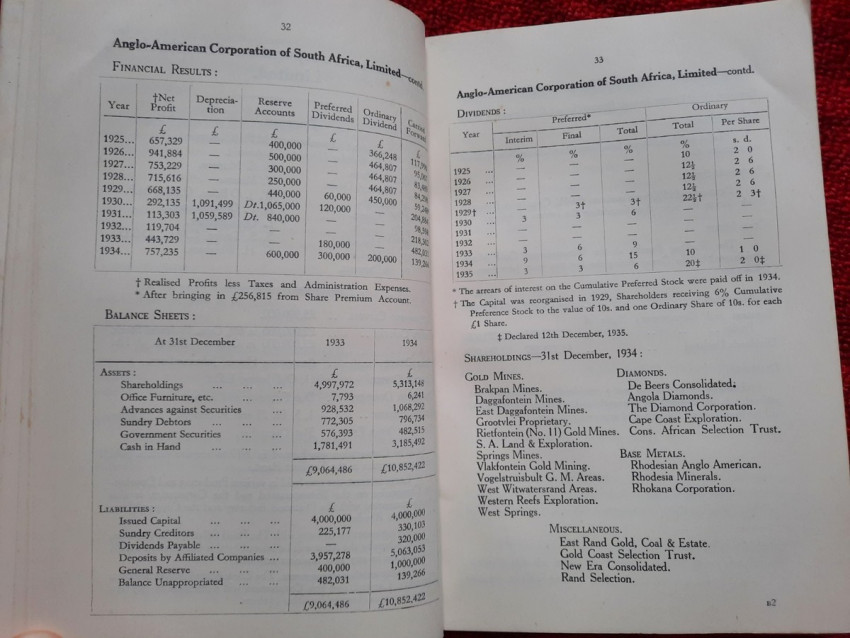 32
Anglo-American Corporation of South Africa, Limited—contd.
FINANCIAL RESULTS :
Year †Net Profit Depreciation Reserve Accounts Preferred Dividends Ordinary Dividend Carried Forward
£ £ £ £ £ £
1925... 657,329 — 400,000 — 366,248
1926... 941,884 — 500,000 — 464,807
1927... 753,229 — 300,000 — 464,807
1928... 715,616 — 250,000 — 464,807
1929... 668,135 — 440,000 60,000 450,000
1930... 292,135 1,091,499 Dt.1,065,000 120,000 —
1931... 113,303 1,059,589 Dt. 840,000 — —
1932... 119,704 — — — —
1933... 443,729 — — 180,000 —
1934... 757,235 — 600,000 300,000 200,000 139,266
† Realised Profits less Taxes and Administration Expenses.
* After bringing in £256,815 from Share Premium Account.
BALANCE SHEETS :
At 31st December 1933 1934
ASSETS : £ £
Shareholdings ... ... ... 4,997,972 5,313,148
Office Furniture, etc. ... ... 7,793 6,241
Advances against Securities ... 928,532 1,068,292
Sundry Debtors ... ... ... 772,305 796,734
Government Securities ... ... 576,393 482,515
Cash in Hand ... ... ... 1,781,491 3,185,492
£9,064,486 £10,852,422
LIABILITIES : £ £
Issued Capital ... ... ... 4,000,000 4,000,000
Sundry Creditors ... ... ... 225,177 330,103
Dividends Payable ... ... ... — 320,000
Deposits by Affiliated Companies ... 3,957,278 5,063,053
General Reserve ... ... ... 400,000 1,000,000
Balance Unappropriated ... ... 482,031 139,266
£9,064,486 £10,852,422
33
Anglo-American Corporation of South Africa, Limited—contd.
DIVIDENDS :
Year Preferred* Ordinary
Interim Final Total Total Per Share
% % % % s. d.
1925 ... — — — 10 2 0
1926 ... — — — 12½ 2 6
1927 ... — — — 12½ 2 6
1928 ... — — — 12½ 2 6
1929† ... — 3† 3† 22½† 2 3†
1930 ... 3 3 6 — —
1931 ... — — — — —
1932 ... — — — — —
1933 ... 3 6 9 — —
1934 ... 9 6 15 10 1 0
1935 ... 3 3 6 20‡ 2 0‡
* The arrears of interest on the Cumulative Preferred Stock were paid off in 1934.
† The Capital was reorganised in 1929, Shareholders receiving 6% Cumulative
Preference Stock to the value of 10s. and one Ordinary Share of 10s. for each
£1 Share.
‡ Declared 12th December, 1935.
SHAREHOLDINGS—31st December, 1934 :
GOLD MINES.
Brakpan Mines.
Daggafontein Mines.
East Daggafontein Mines.
Grootvlei Proprietary.
Rietfontein (No. 11) Gold Mines.
S. A. Land & Exploration.
Springs Mines.
Vlakfontein Gold Mining.
Vogelstruisbult G. M. Areas.
West Witwatersrand Areas.
Western Reefs Exploration.
West Springs.
DIAMONDS.
De Beers Consolidated.
Angola Diamonds.
The Diamond Corporation.
Cape Coast Exploration.
Cons. African Selection Trust.
BASE METALS.
Rhodesian Anglo American.
Rhodesia Minerals.
Rhokana Corporation.
MISCELLANEOUS.
East Rand Gold, Coal & Estate.
Gold Coast Selection Trust.
New Era Consolidated.
Rand Selection.
B2